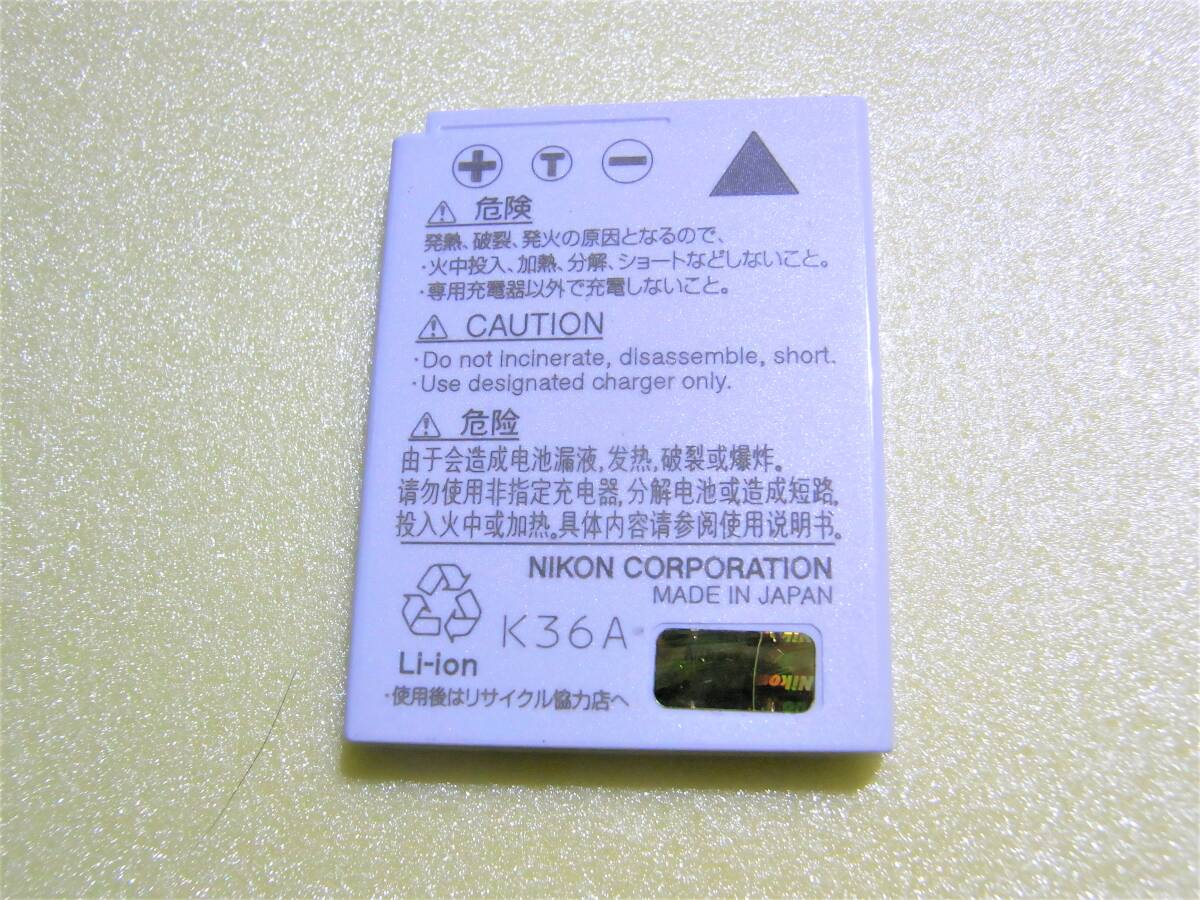 + T −
⚠ 危険
発熱、破裂、発火の原因となるので、
・火中投入、加熱、分解、ショートなどしないこと。
・専用充電器以外で充電しないこと。
⚠ CAUTION
・Do not incinerate, disassemble, short.
・Use designated charger only.
⚠ 危险
由于会造成电池漏液,发热,破裂或爆炸。
请勿使用非指定充电器,分解电池或造成短路,
投入火中或加热。具体内容请参阅使用说明书。
NIKON CORPORATION
MADE IN JAPAN
K36A
Li-ion
・使用後はリサイクル協力店へ
Nikon